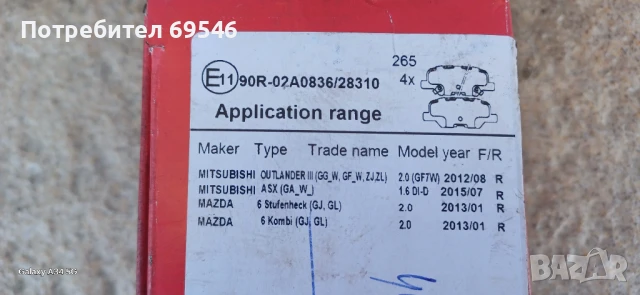 Потребител 69546
265
4x
E11 90R-02A0836/28310
Application range
Maker Type Trade name Model year F/R
MITSUBISHI OUTLANDER III (GG_W, GF_W, ZJ,ZL) 2.0 (GF7W) 2012/08 R
MITSUBISHI ASX (GA_W_) 1.6 DI-D 2015/07 R
MAZDA 6 Stufenheck (GJ, GL) 2.0 2013/01 R
MAZDA 6 Kombi (GJ, GL) 2.0 2013/01 R
Galaxy A34 5G
bazar